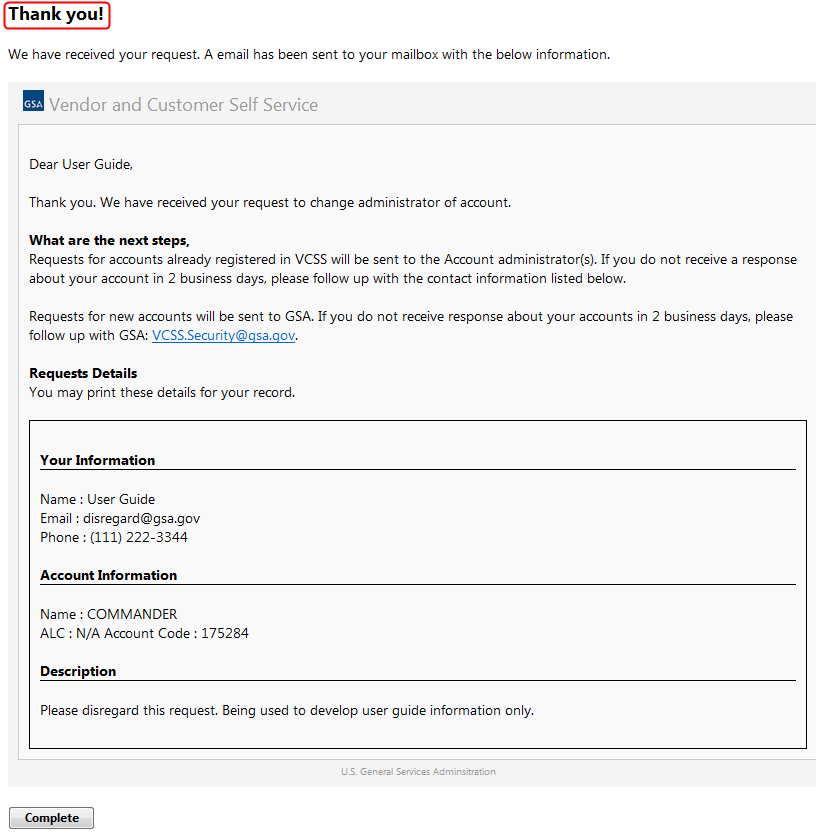 Thank you!
We have received your request. A email has been sent to your mailbox with the below information.
GSA Vendor and Customer Self Service
Dear User Guide,
Thank you. We have received your request to change administrator of account.
What are the next steps,
Requests for accounts already registered in VCSS will be sent to the Account administrator(s). If you do not receive a response
about your account in 2 business days, please follow up with the contact information listed below.
Requests for new accounts will be sent to GSA. If you do not receive response about your accounts in 2 business days, please
follow up with GSA: VCSS.Security@gsa.gov.
Requests Details
You may print these details for your record.
Your Information
Name : User Guide
Email : disregard@gsa.gov
Phone : (111) 222-3344
Account Information
Name : COMMANDER
ALC : N/A Account Code : 175284
Description
Please disregard this request. Being used to develop user guide information only.
U.S. General Services Adminsitration
Complete